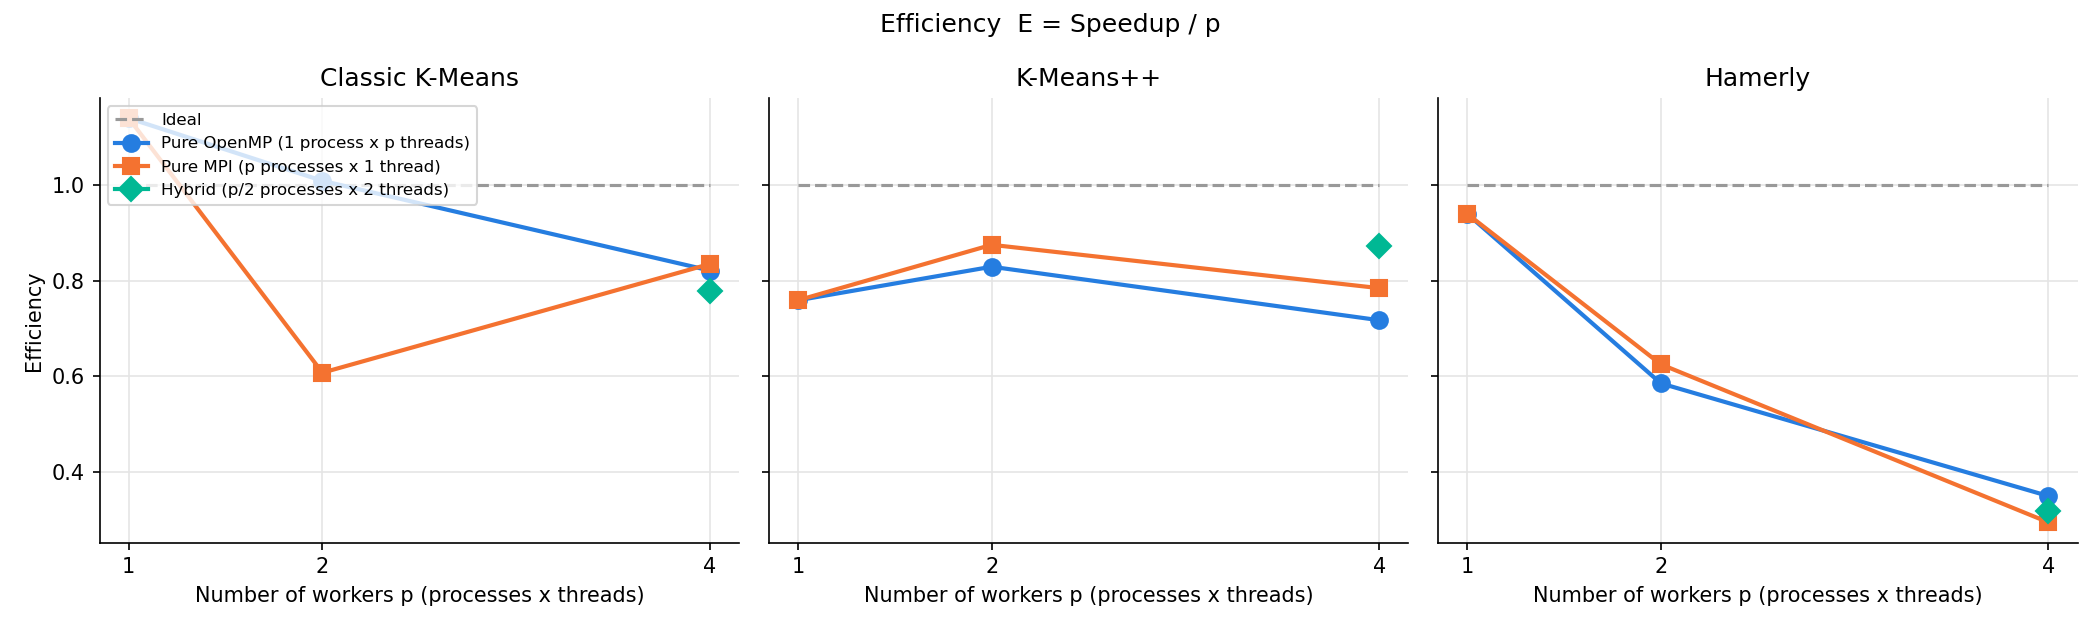 Efficiency  E = Speedup / p
Classic K-Means
Ideal
Pure OpenMP (1 process x p threads)
Pure MPI (p processes x 1 thread)
Hybrid (p/2 processes x 2 threads)
Efficiency
1.0
0.8
0.6
0.4
1 2 4
Number of workers p (processes x threads)
K-Means++
1 2 4
Number of workers p (processes x threads)
Hamerly
1 2 4
Number of workers p (processes x threads)